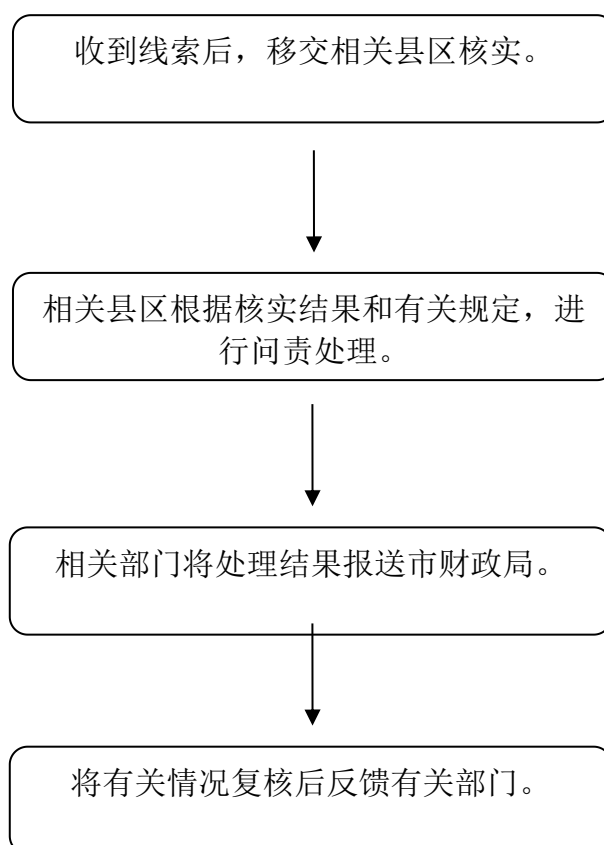 收到线索后，移交相关县区核实。
相关县区根据核实结果和有关规定，进
行问责处理。
相关部门将处理结果报送市财政局。
将有关情况复核后反馈有关部门。